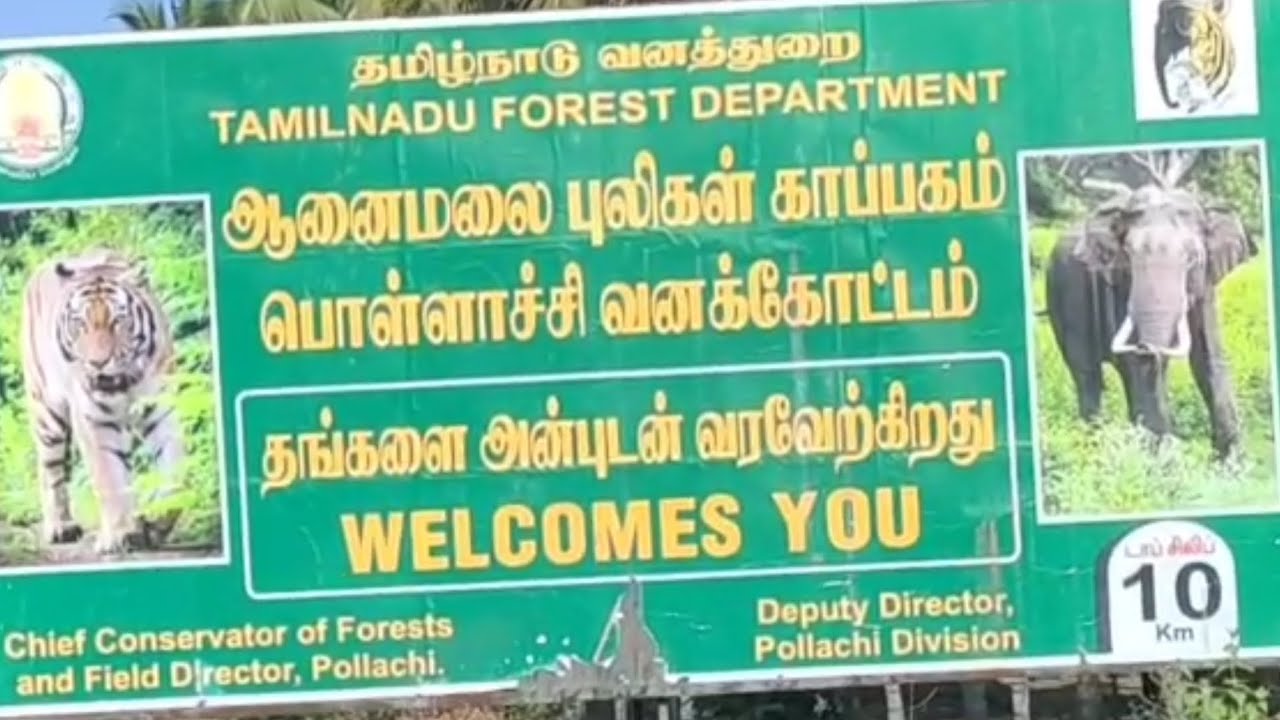 தமிழ்நாடு வனத்துறை
TAMILNADU FOREST DEPARTMENT
ஆனைமலை புலிகள் காப்பகம்
பொள்ளாச்சி வனக்கோட்டம்
தங்களை அன்புடன் வரவேற்கிறது
WELCOMES YOU
Chief Conservator of Forests
and Field Director, Pollachi.
Deputy Director,
Pollachi Division
டாப் சிலிப்
10
Km